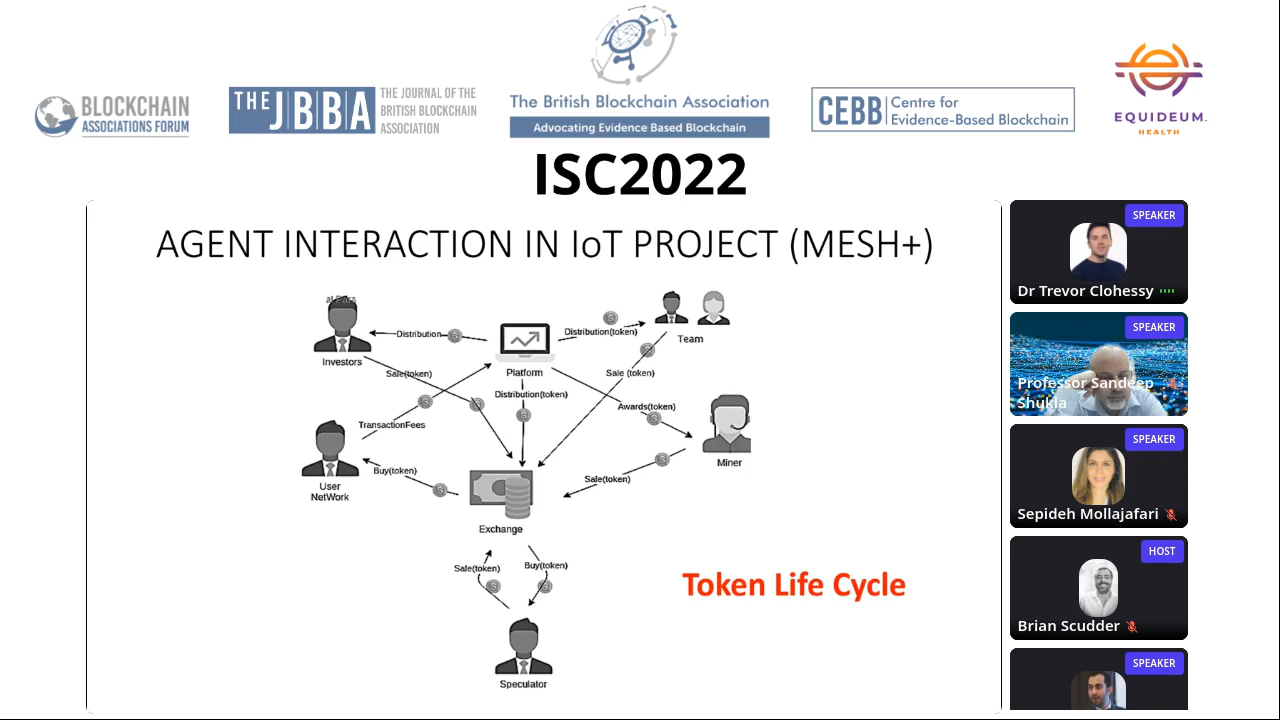 BLOCKCHAIN
ASSOCIATIONS FORUM
THE JBBA
THE JOURNAL OF THE
BRITISH BLOCKCHAIN
ASSOCIATION
The British Blockchain Association
Advocating Evidence Based Blockchain
CEBB
Centre for
Evidence-Based Blockchain
EQUIDEUM
HEALTH
ISC2022
AGENT INTERACTION IN IoT PROJECT (MESH+)
Investors
Distribution
Platform
Distribution(token)
Team
Sale(token)
Distribution(token)
Sale (token)
Awards(token)
TransactionFees
User
NetWork
Buy(token)
Exchange
Sale(token)
Miner
Sale(token)
Buy(token)
Speculator
Token Life Cycle
SPEAKER
Dr Trevor Clohessy
SPEAKER
Professor Sandeep
Shukla
SPEAKER
Sepideh Mollajafari
HOST
Brian Scudder
SPEAKER